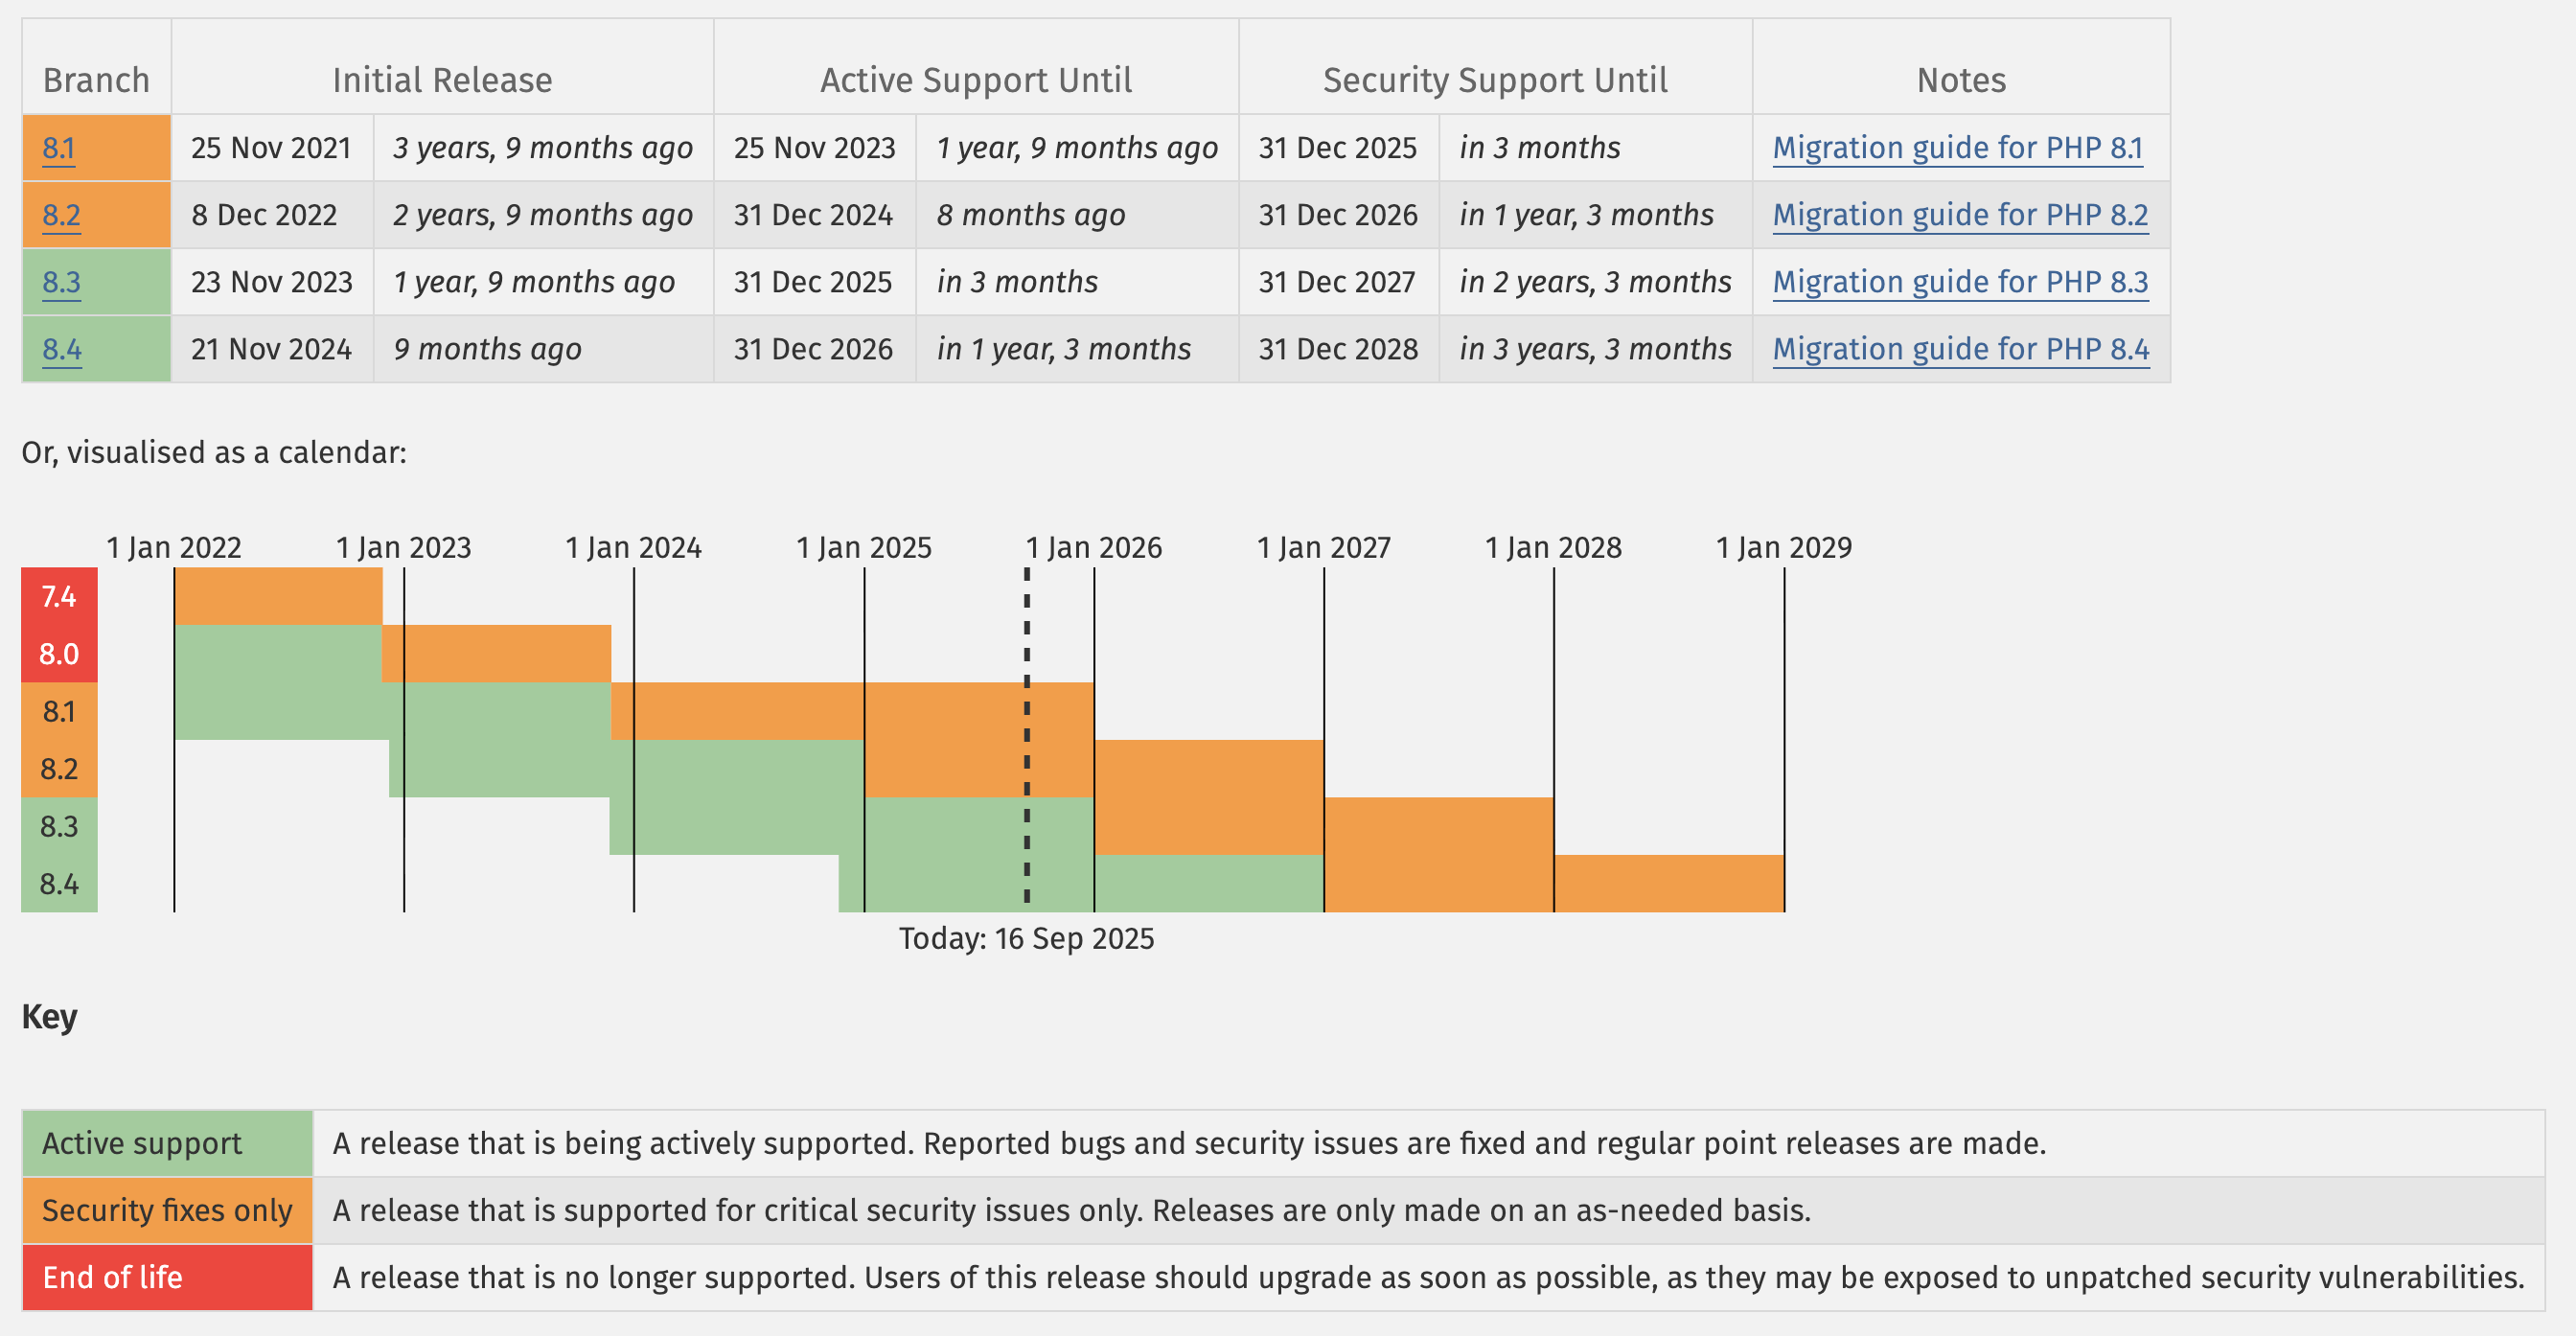 Branch Initial Release Active Support Until Security Support Until Notes
8.1 25 Nov 2021 3 years, 9 months ago 25 Nov 2023 1 year, 9 months ago 31 Dec 2025 in 3 months Migration guide for PHP 8.1
8.2 8 Dec 2022 2 years, 9 months ago 31 Dec 2024 8 months ago 31 Dec 2026 in 1 year, 3 months Migration guide for PHP 8.2
8.3 23 Nov 2023 1 year, 9 months ago 31 Dec 2025 in 3 months 31 Dec 2027 in 2 years, 3 months Migration guide for PHP 8.3
8.4 21 Nov 2024 9 months ago 31 Dec 2026 in 1 year, 3 months 31 Dec 2028 in 3 years, 3 months Migration guide for PHP 8.4
Or, visualised as a calendar:
1 Jan 2022 1 Jan 2023 1 Jan 2024 1 Jan 2025 1 Jan 2026 1 Jan 2027 1 Jan 2028 1 Jan 2029
7.4
8.0
8.1
8.2
8.3
8.4
Today: 16 Sep 2025
Key
Active support A release that is being actively supported. Reported bugs and security issues are fixed and regular point releases are made.
Security fixes only A release that is supported for critical security issues only. Releases are only made on an as-needed basis.
End of life A release that is no longer supported. Users of this release should upgrade as soon as possible, as they may be exposed to unpatched security vulnerabilities.